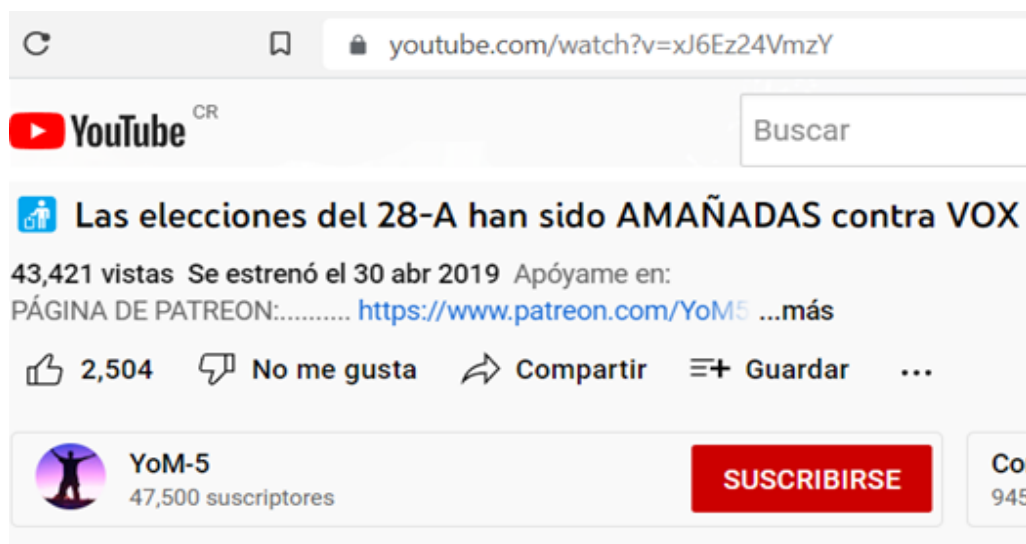 youtube.com/watch?v=xJ6Ez24VmzY
YouTube CR
Buscar
Las elecciones del 28-A han sido AMAÑADAS contra VOX
43,421 vistas Se estrenó el 30 abr 2019 Apóyame en:
PÁGINA DE PATREON:.......... https://www.patreon.com/YoM5 ...más
2,504 No me gusta Compartir Guardar ...
YoM-5
47,500 suscriptores
SUSCRIBIRSE
945